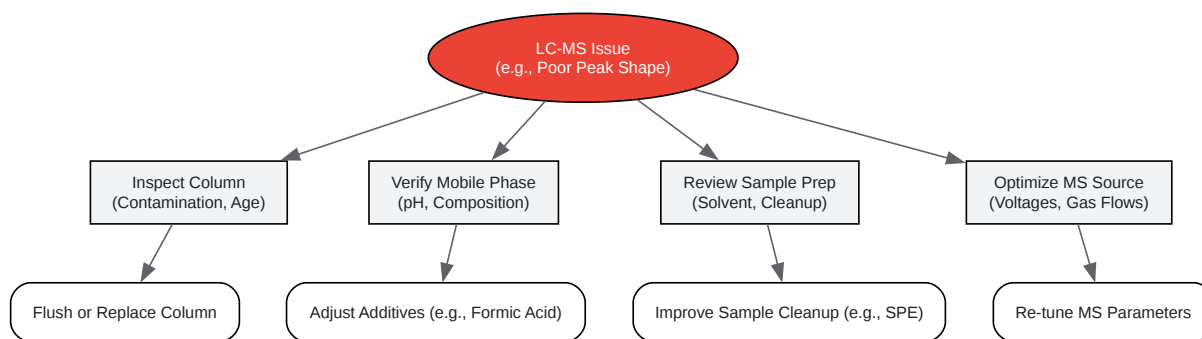 LC-MS Issue
(e.g., Poor Peak Shape)
Inspect Column
(Contamination, Age)
Verify Mobile Phase
(pH, Composition)
Review Sample Prep
(Solvent, Cleanup)
Optimize MS Source
(Voltages, Gas Flows)
Flush or Replace Column
Adjust Additives (e.g., Formic Acid)
Improve Sample Cleanup (e.g., SPE)
Re-tune MS Parameters